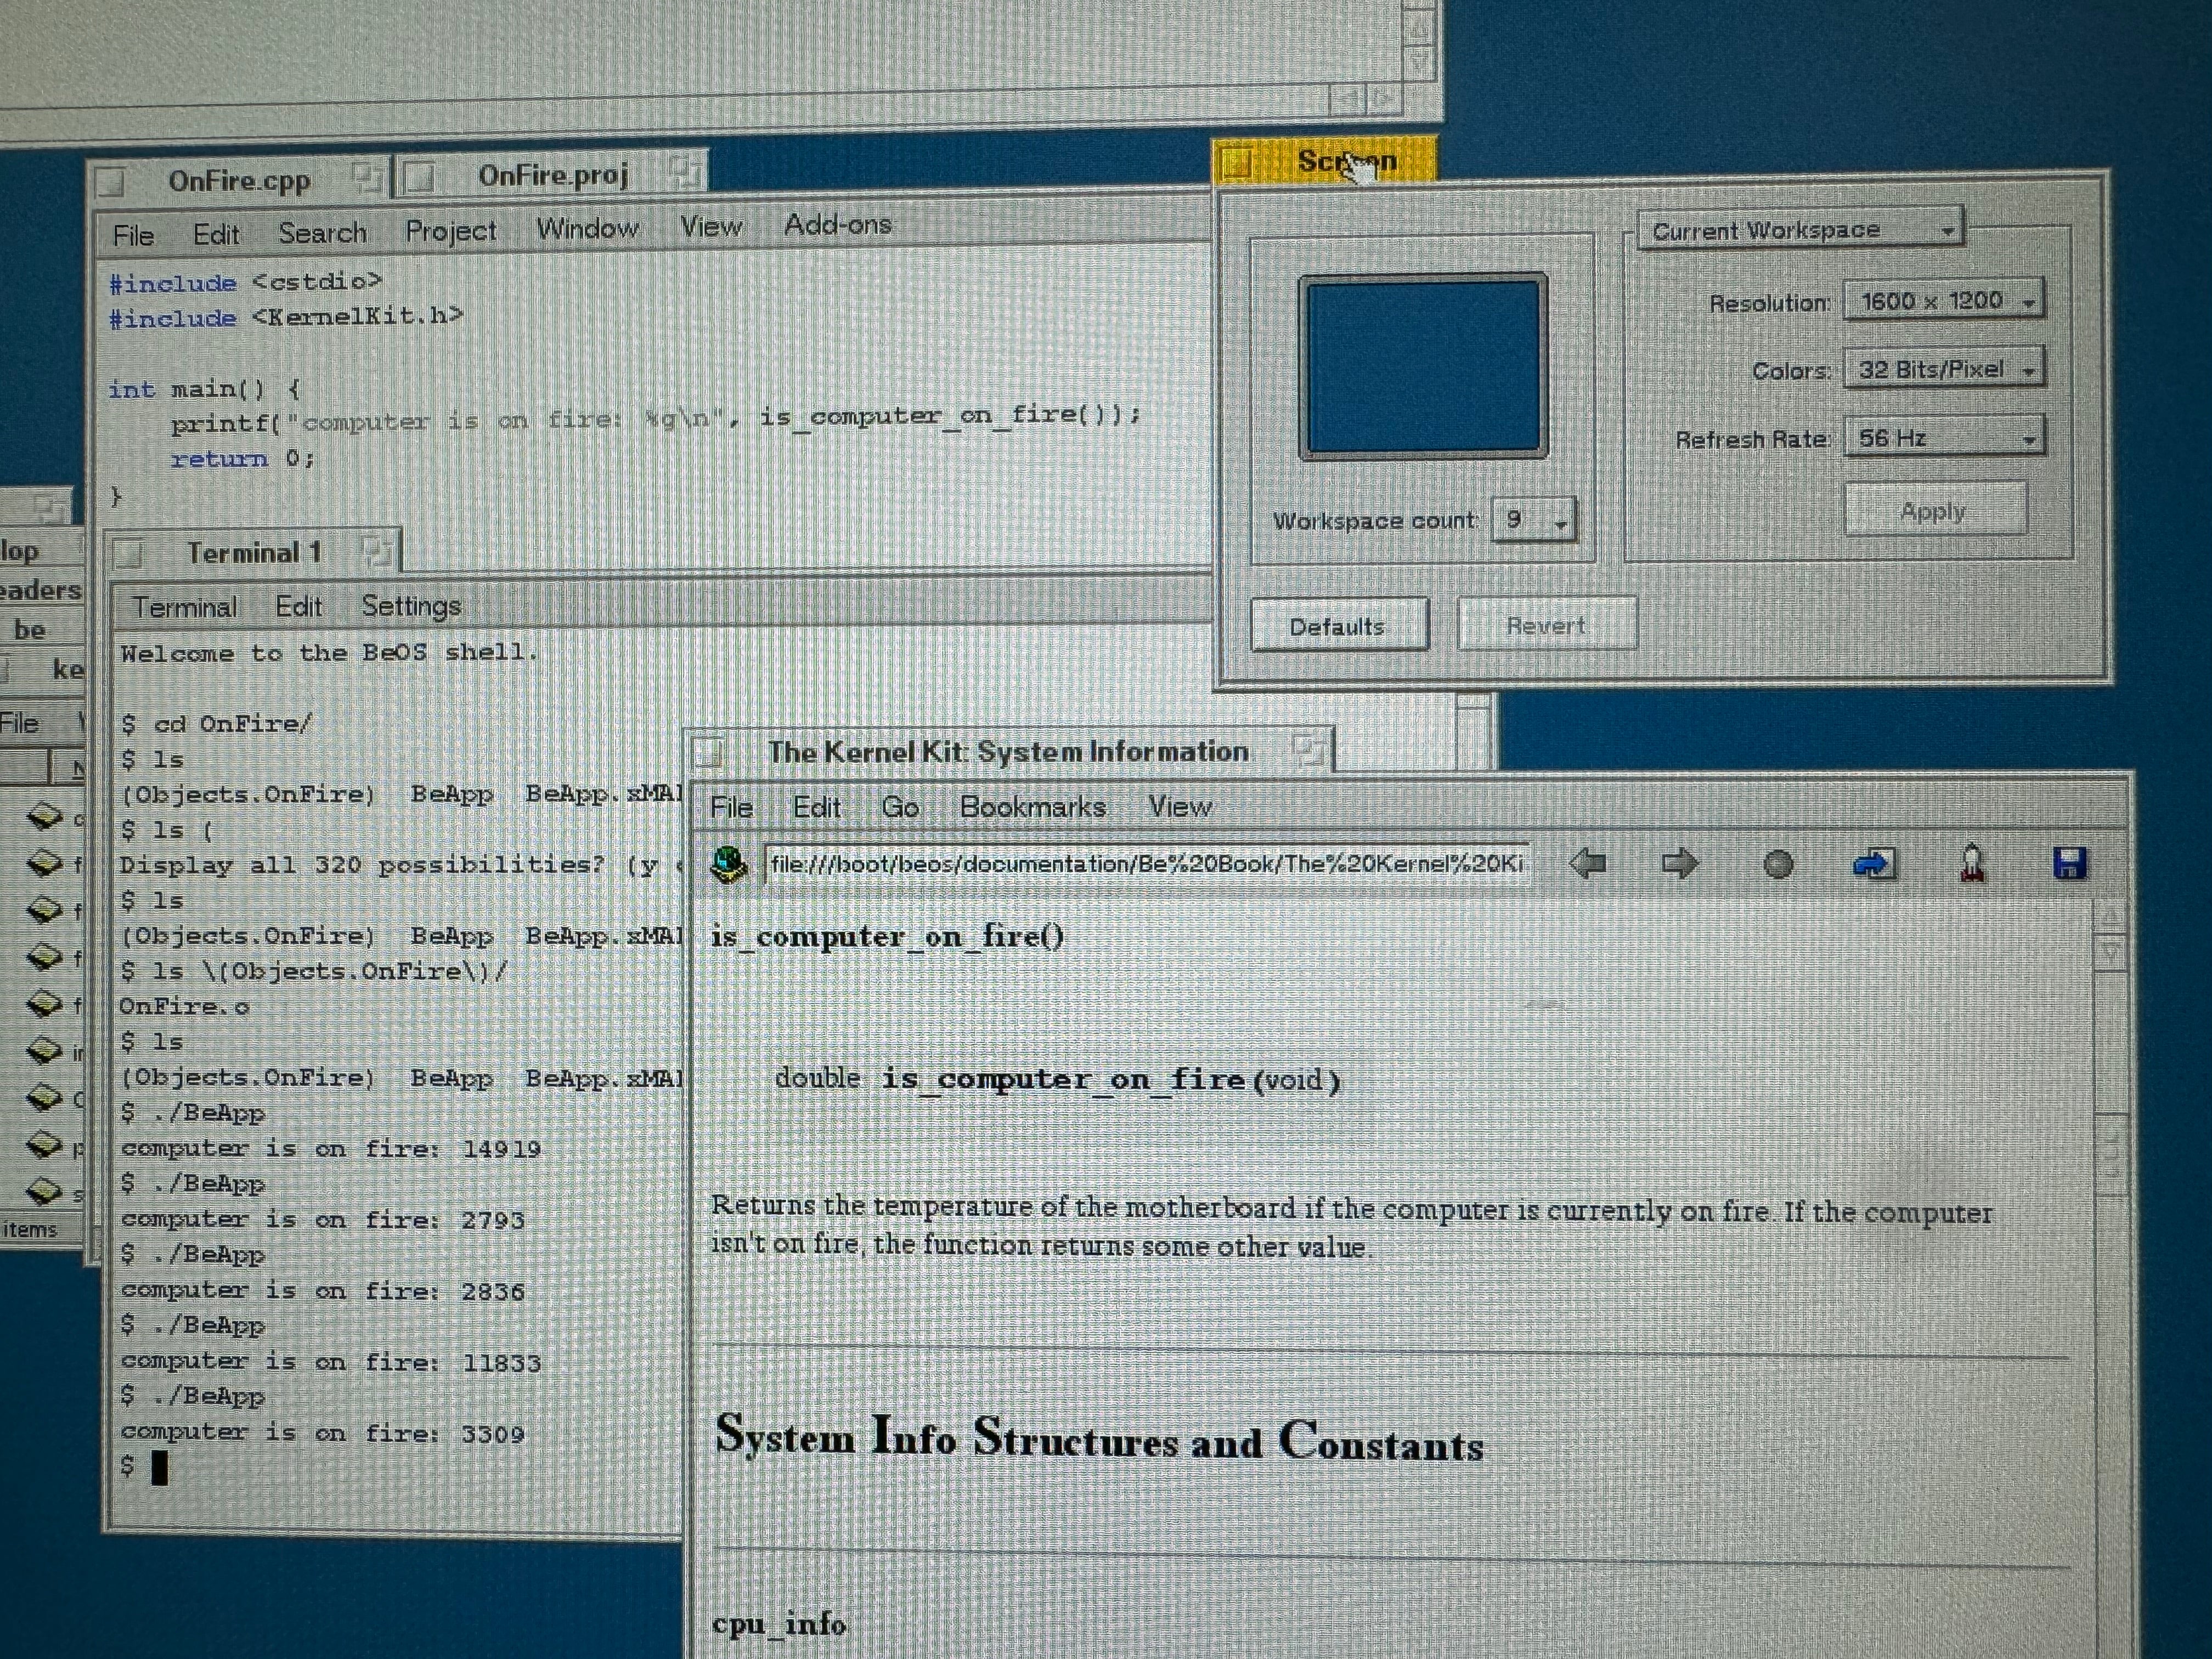 OnFire.cpp
OnFire.proj
File Edit Search Project Window View Add-ons
#include <cstdio>
#include <KernelKit.h>
int main() {
printf("computer is on fire: %g\n", is_computer_on_fire());
return 0;
}
Screen
Current Workspace
Resolution: 1600 x 1200
Colors: 32 Bits/Pixel
Refresh Rate: 56 Hz
Workspace count: 9
Apply
Defaults
Revert
lop
eaders
be
ke
File
items
Terminal 1
Terminal Edit Settings
Welcome to the BeOS shell.
$ cd OnFire/
$ ls
(Objects.OnFire) BeApp BeApp.xMA
$ ls (
Display all 320 possibilities? (y
$ ls
(Objects.OnFire) BeApp BeApp.xMA
$ ls \(Objects.OnFire\)/
OnFire.o
$ ls
(Objects.OnFire) BeApp BeApp.xMA
$ ./BeApp
computer is on fire: 14919
$ ./BeApp
computer is on fire: 2793
$ ./BeApp
computer is on fire: 2836
$ ./BeApp
computer is on fire: 11833
$ ./BeApp
computer is on fire: 3309
$
The Kernel Kit: System Information
File Edit Go Bookmarks View
file:///boot/beos/documentation/Be%20Book/The%20Kernel%20Ki
is_computer_on_fire()
double is_computer_on_fire(void)
Returns the temperature of the motherboard if the computer is currently on fire. If the computer
isn't on fire, the function returns some other value.
System Info Structures and Constants
cpu_info